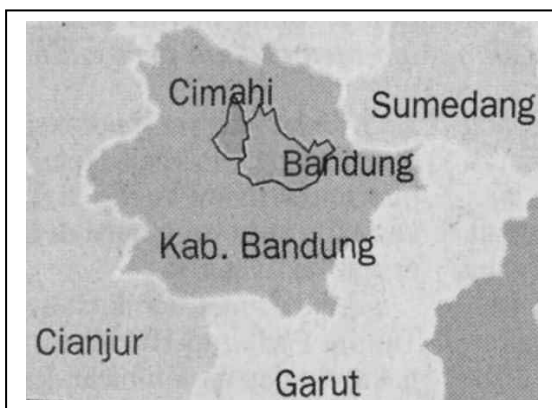 Cimahi
Sumedang
Bandung
Kab. Bandung
Cianjur
Garut